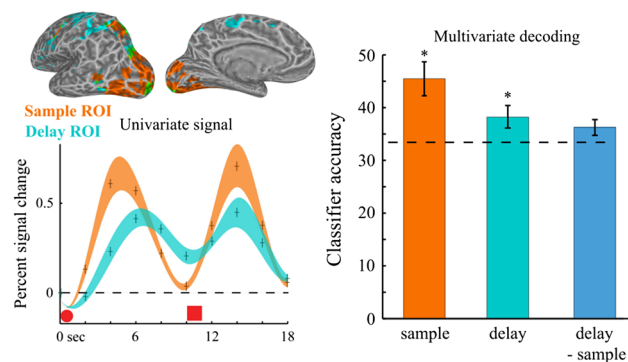 Sample ROI
Delay ROI
Univariate signal
Percent signal change
0.5
0
0 sec
6
12
18
Multivariate decoding
Classifier accuracy
50
40
30
20
10
0
*
*
sample
delay
delay
- sample